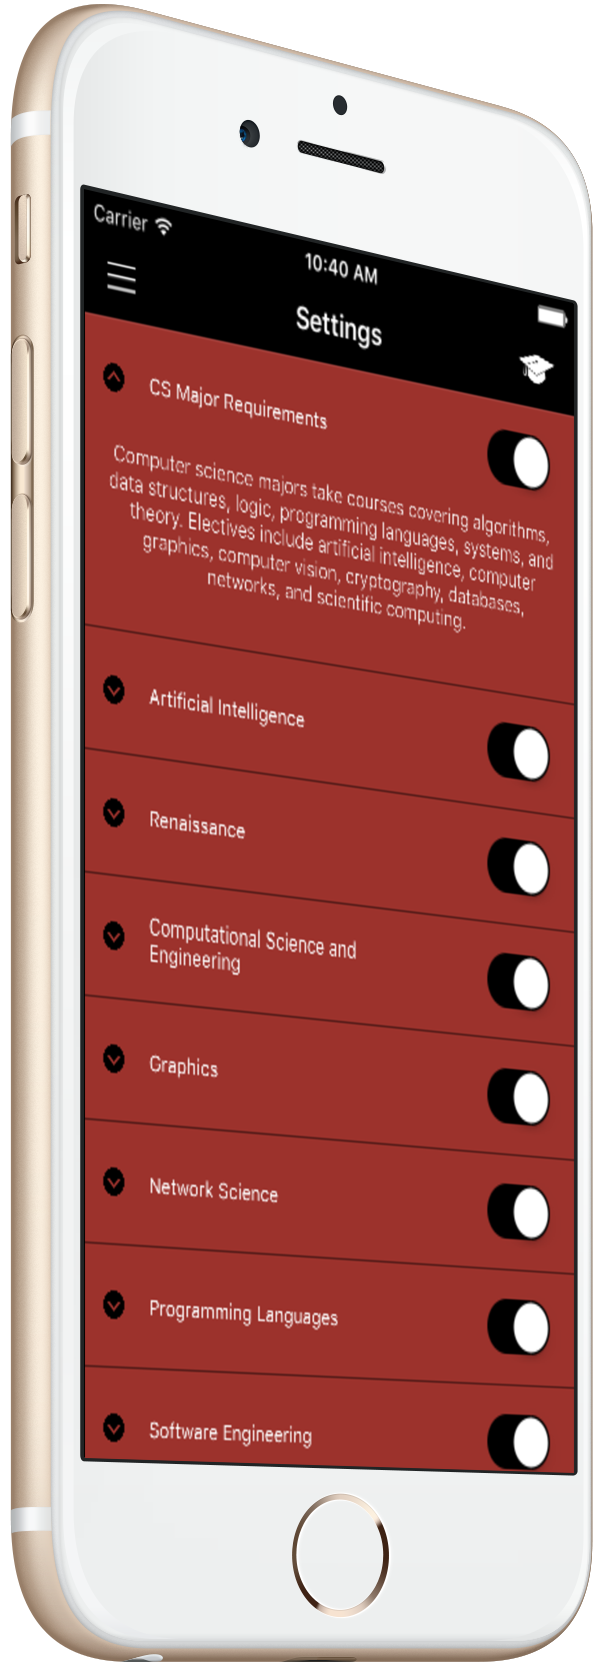 Carrier
10:40 AM
Settings
CS Major Requirements
Computer science majors take courses covering algorithms,
data structures, logic, programming languages, systems, and
theory. Electives include artificial intelligence, computer
graphics, computer vision, cryptography, databases,
networks, and scientific computing.
Artificial Intelligence
Renaissance
Computational Science and
Engineering
Graphics
Network Science
Programming Languages
Software Engineering